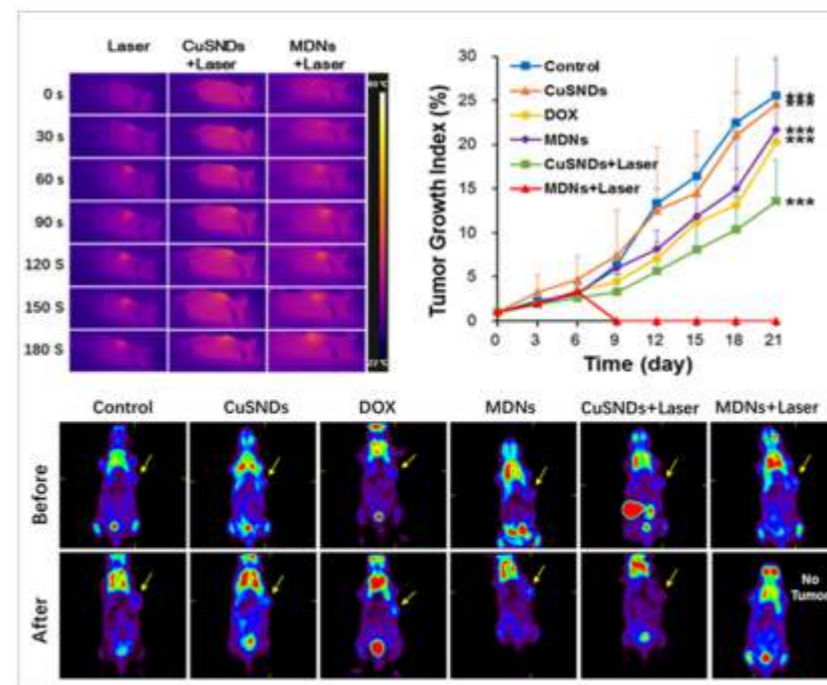 Laser CuSNDs +Laser MDNs +Laser
0 s
30 s
60 s
90 s
120 S
150 S
180 S
22 °C
Tumor Growth Index (%)
30
25
20
15
10
5
0
Control
CuSNDs
DOX
MDNs
CuSNDs+Laser
MDNs+Laser
***
***
***
***
***
0 3 6 9 12 15 18 21
Time (day)
Control CuSNDs DOX MDNs CuSNDs+Laser MDNs+Laser
Before
After
No
Tumor